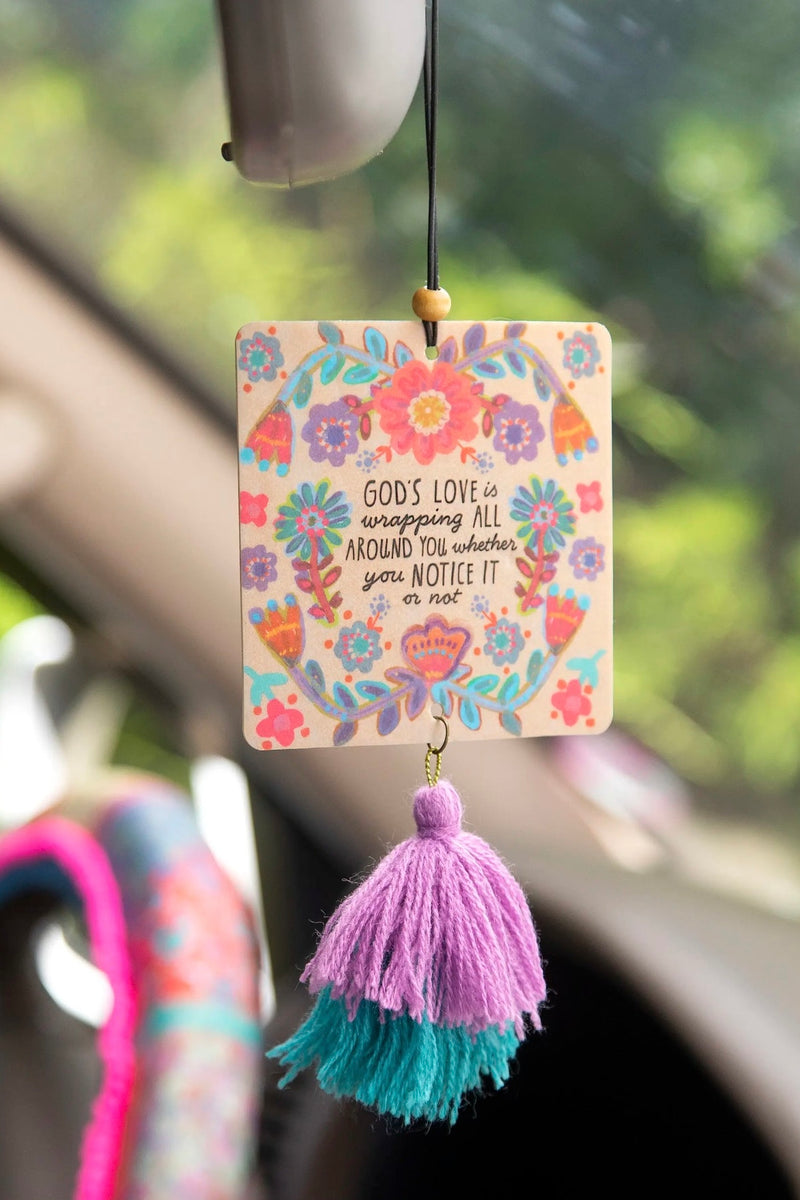 GOD'S LOVE is
wrapping ALL
AROUND YOU whether
you NOTICE IT
or not